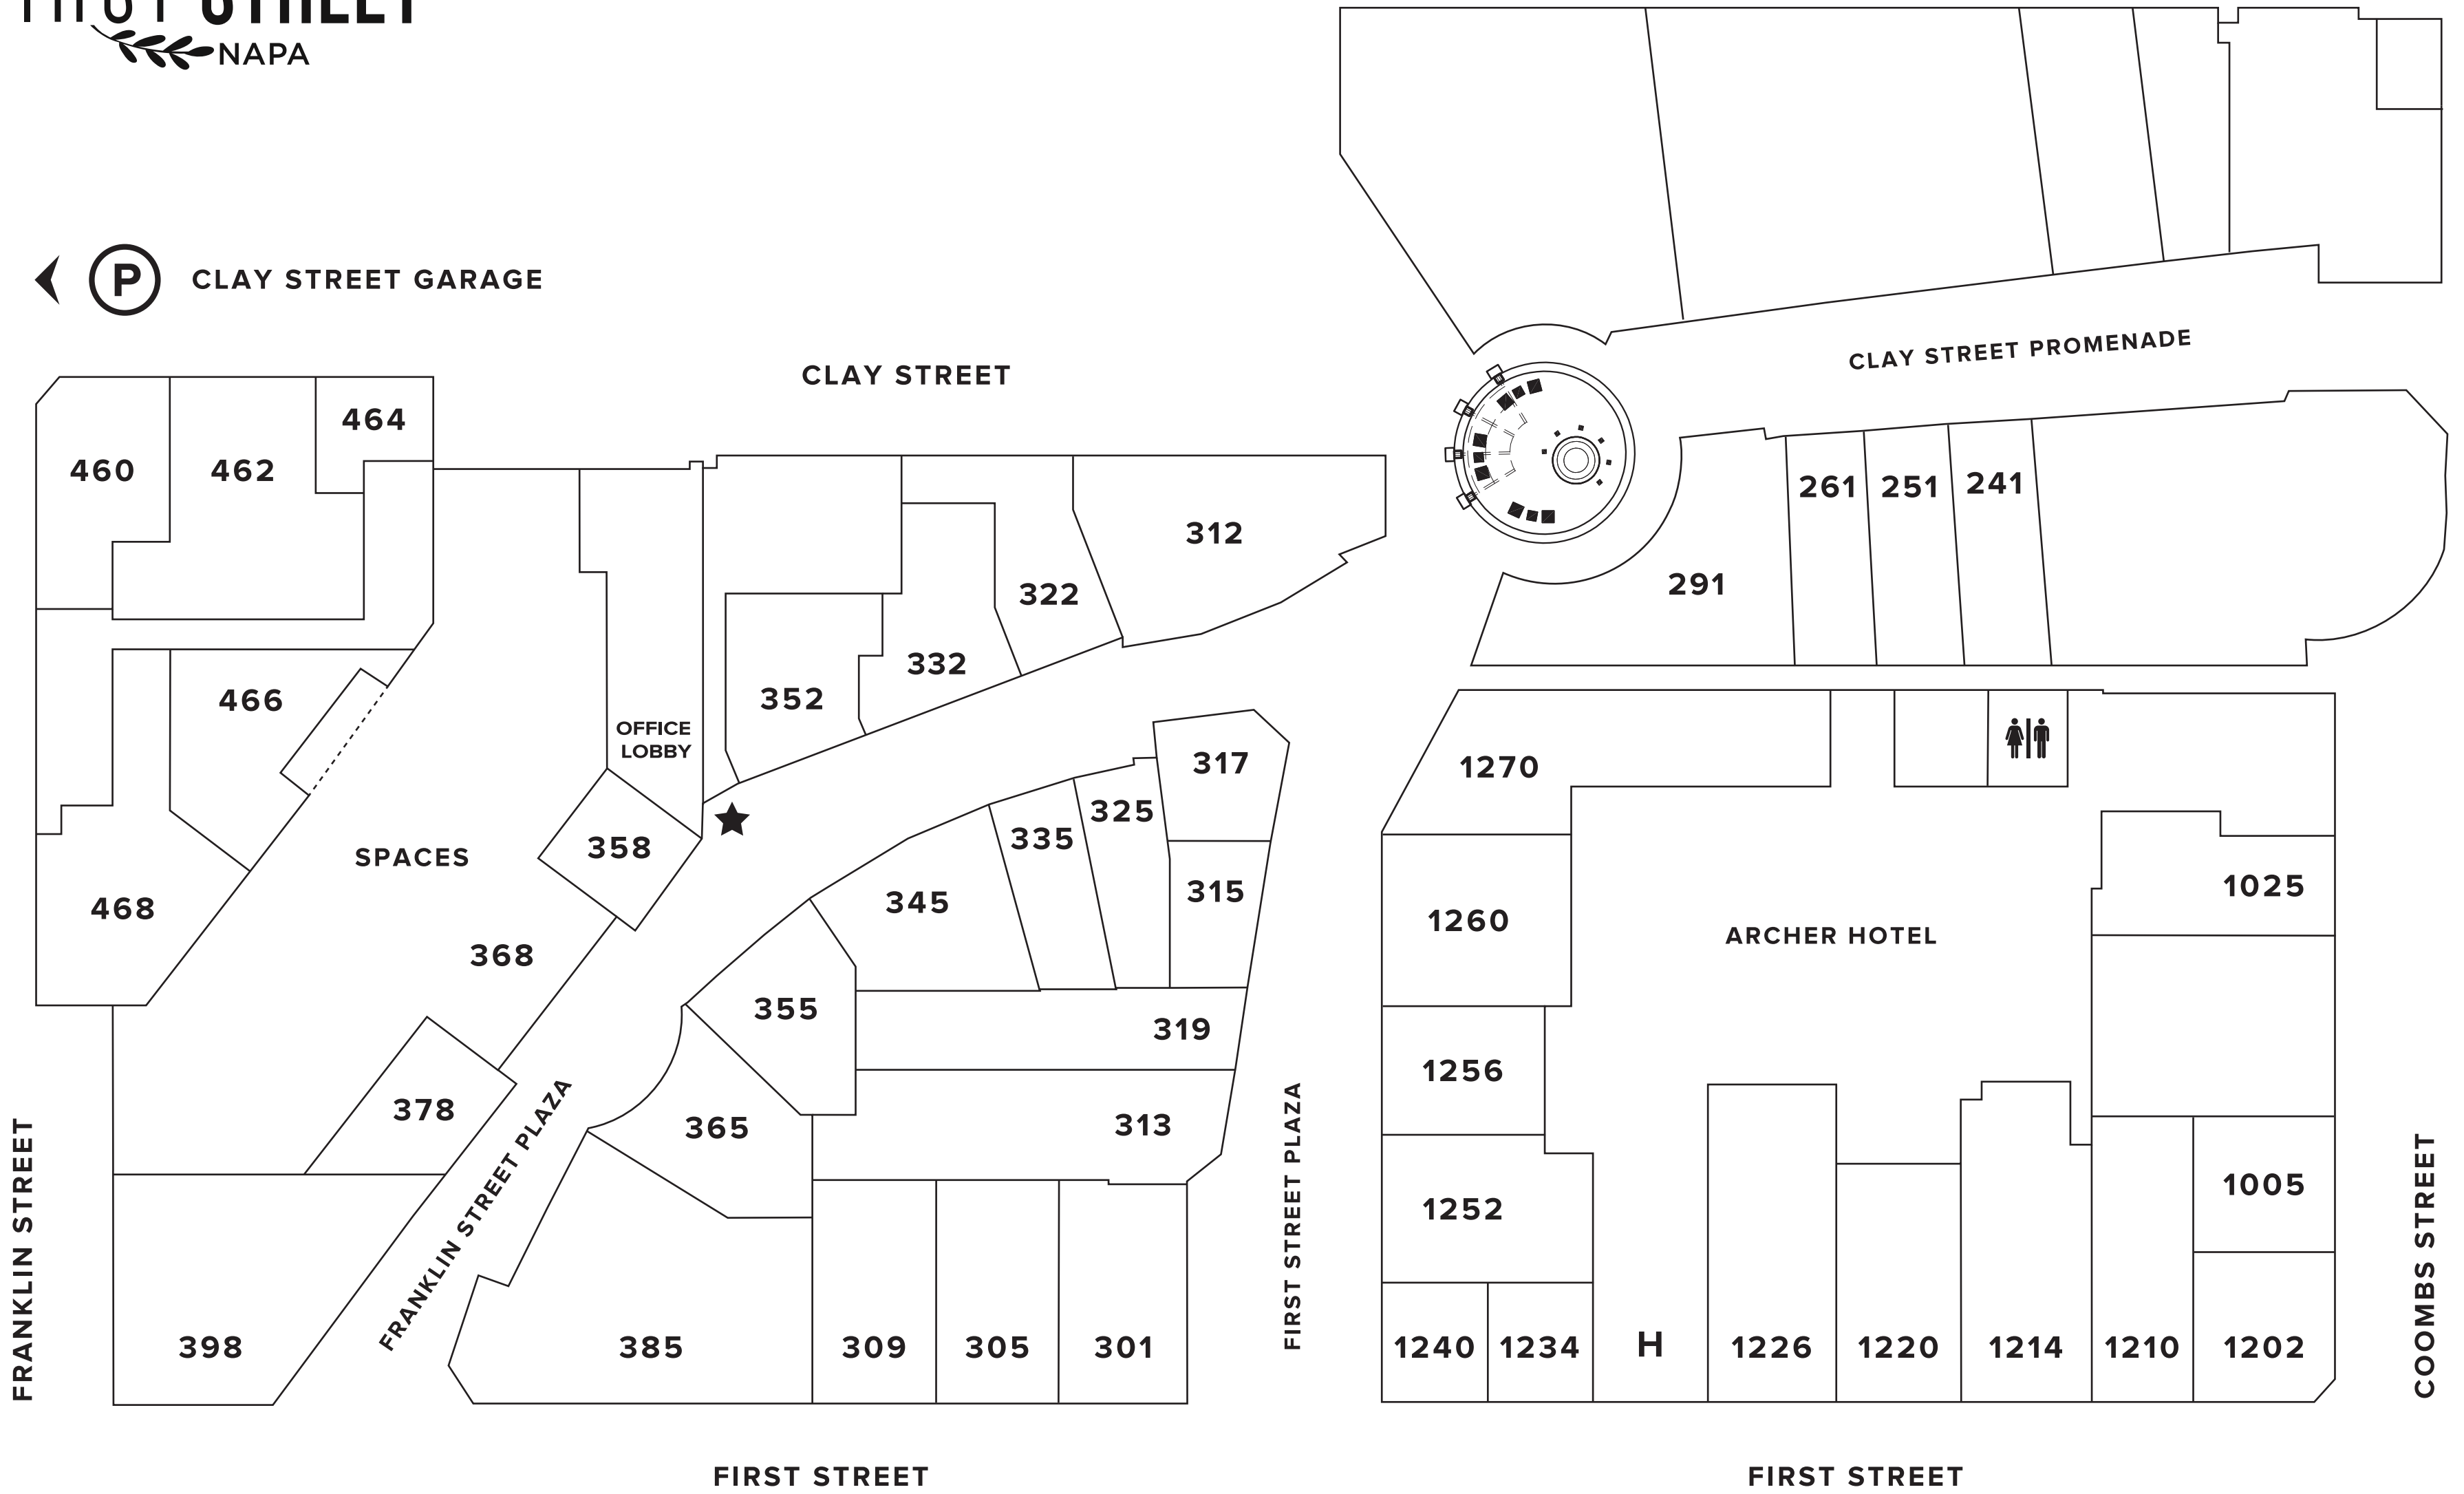 FIRST STREET
NAPA
P CLAY STREET GARAGE
CLAY STREET PROMENADE
CLAY STREET
464
460
462
312
261
251
241
322
291
332
466
352
OFFICE
LOBBY
317
1270
325
335
358
SPACES
1025
315
345
468
1260
ARCHER HOTEL
368
355
319
1256
378
313
365
1005
1252
FRANKLIN STREET
FRANKLIN STREET PLAZA
FIRST STREET PLAZA
COOMBS STREET
398
385
309
305
301
1240
1234
H
1226
1220
1214
1210
1202
FIRST STREET
FIRST STREET